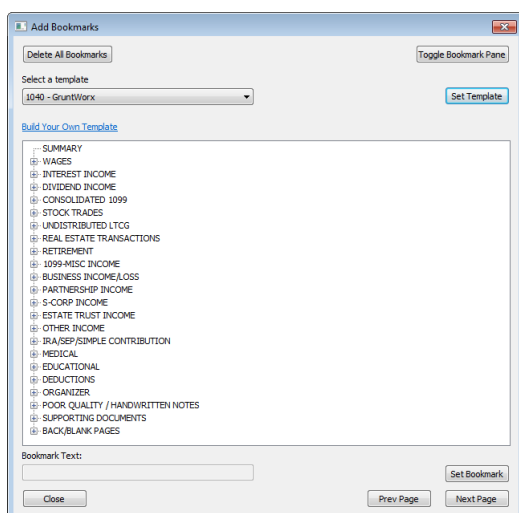 Add Bookmarks
Delete All Bookmarks
Toggle Bookmark Pane
Select a template
1040 - GruntWorx
Set Template
Build Your Own Template
SUMMARY
WAGES
INTEREST INCOME
DIVIDEND INCOME
CONSOLIDATED 1099
STOCK TRADES
UNDISTRIBUTED LTCG
REAL ESTATE TRANSACTIONS
RETIREMENT
1099-MISC INCOME
BUSINESS INCOME/LOSS
PARTNERSHIP INCOME
S-CORP INCOME
ESTATE TRUST INCOME
OTHER INCOME
IRA/SEP/SIMPLE CONTRIBUTION
MEDICAL
EDUCATIONAL
DEDUCTIONS
ORGANIZER
POOR QUALITY / HANDWRITTEN NOTES
SUPPORTING DOCUMENTS
BACK/BLANK PAGES
Bookmark Text:
Set Bookmark
Close
Prev Page
Next Page